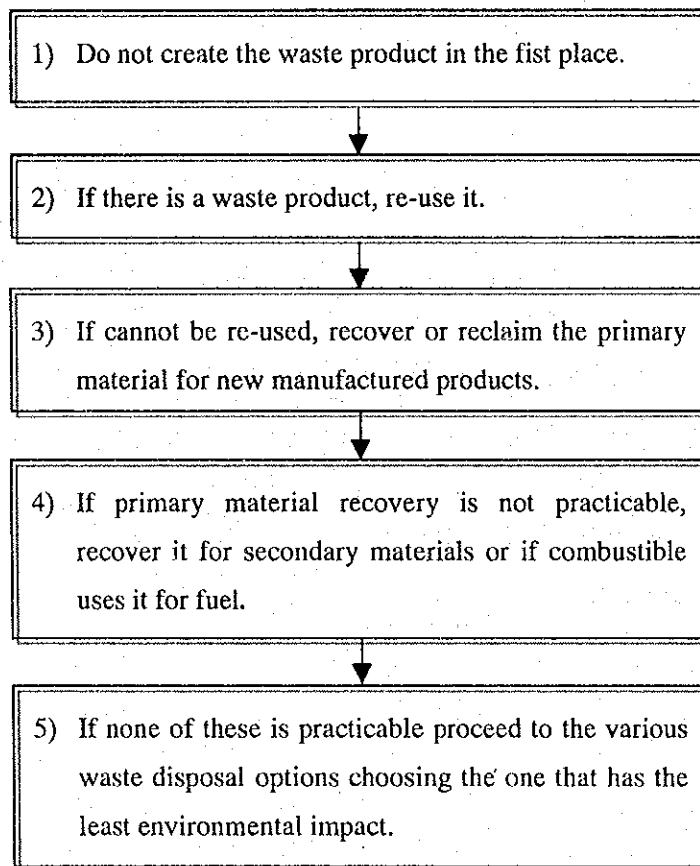 1) Do not create the waste product in the fist place.
2) If there is a waste product, re-use it.
3) If cannot be re-used, recover or reclaim the primary
material for new manufactured products.
4) If primary material recovery is not practicable,
recover it for secondary materials or if combustible
uses it for fuel.
5) If none of these is practicable proceed to the various
waste disposal options choosing the one that has the
least environmental impact.